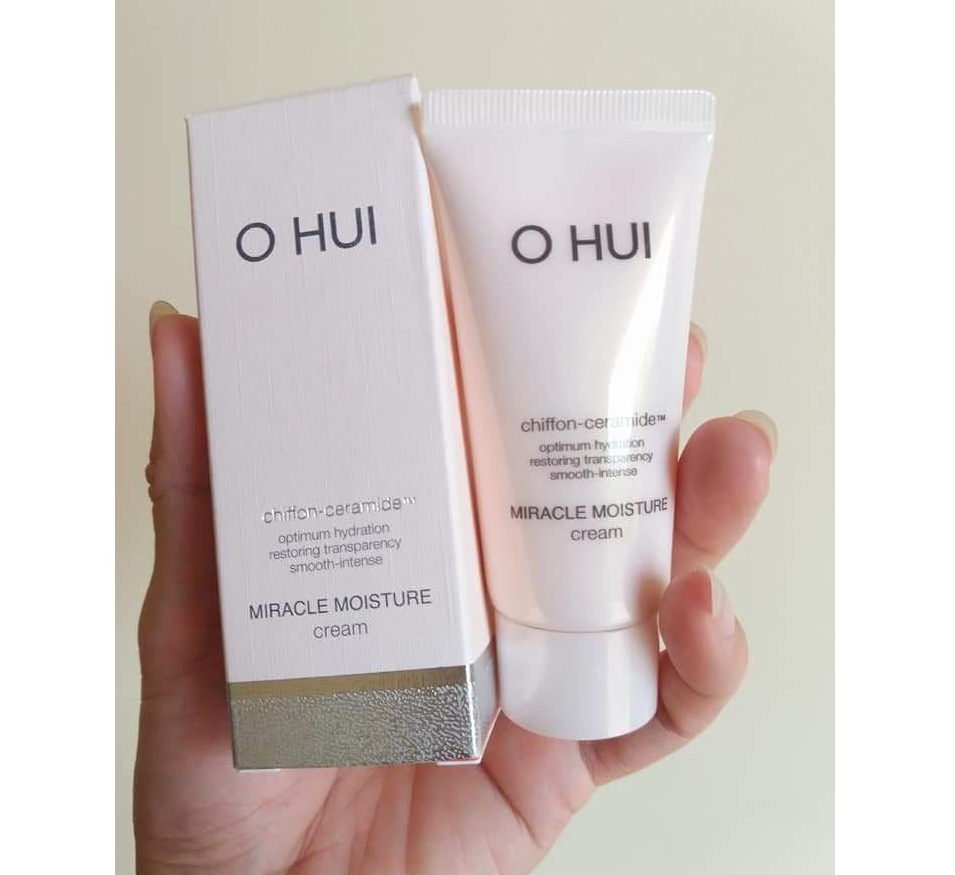 O HUI
chiffon-ceramide™
optimum hydration
restoring transparency
smooth-intense
MIRACLE MOISTURE
cream
O HUI
chiffon-ceramide™
optimum hydration
restoring transparency
smooth-intense
MIRACLE MOISTURE
cream